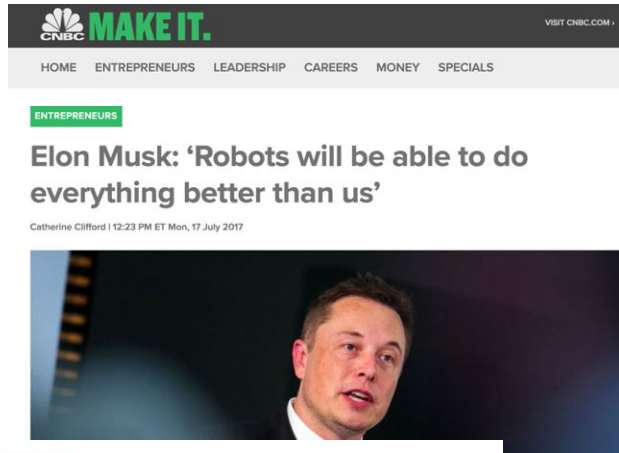 CNBC MAKE IT.
VISIT CNBC.COM ›
HOME ENTREPRENEURS LEADERSHIP CAREERS MONEY SPECIALS
ENTREPRENEURS
Elon Musk: ‘Robots will be able to do
everything better than us’
Catherine Clifford | 12:23 PM ET Mon, 17 July 2017